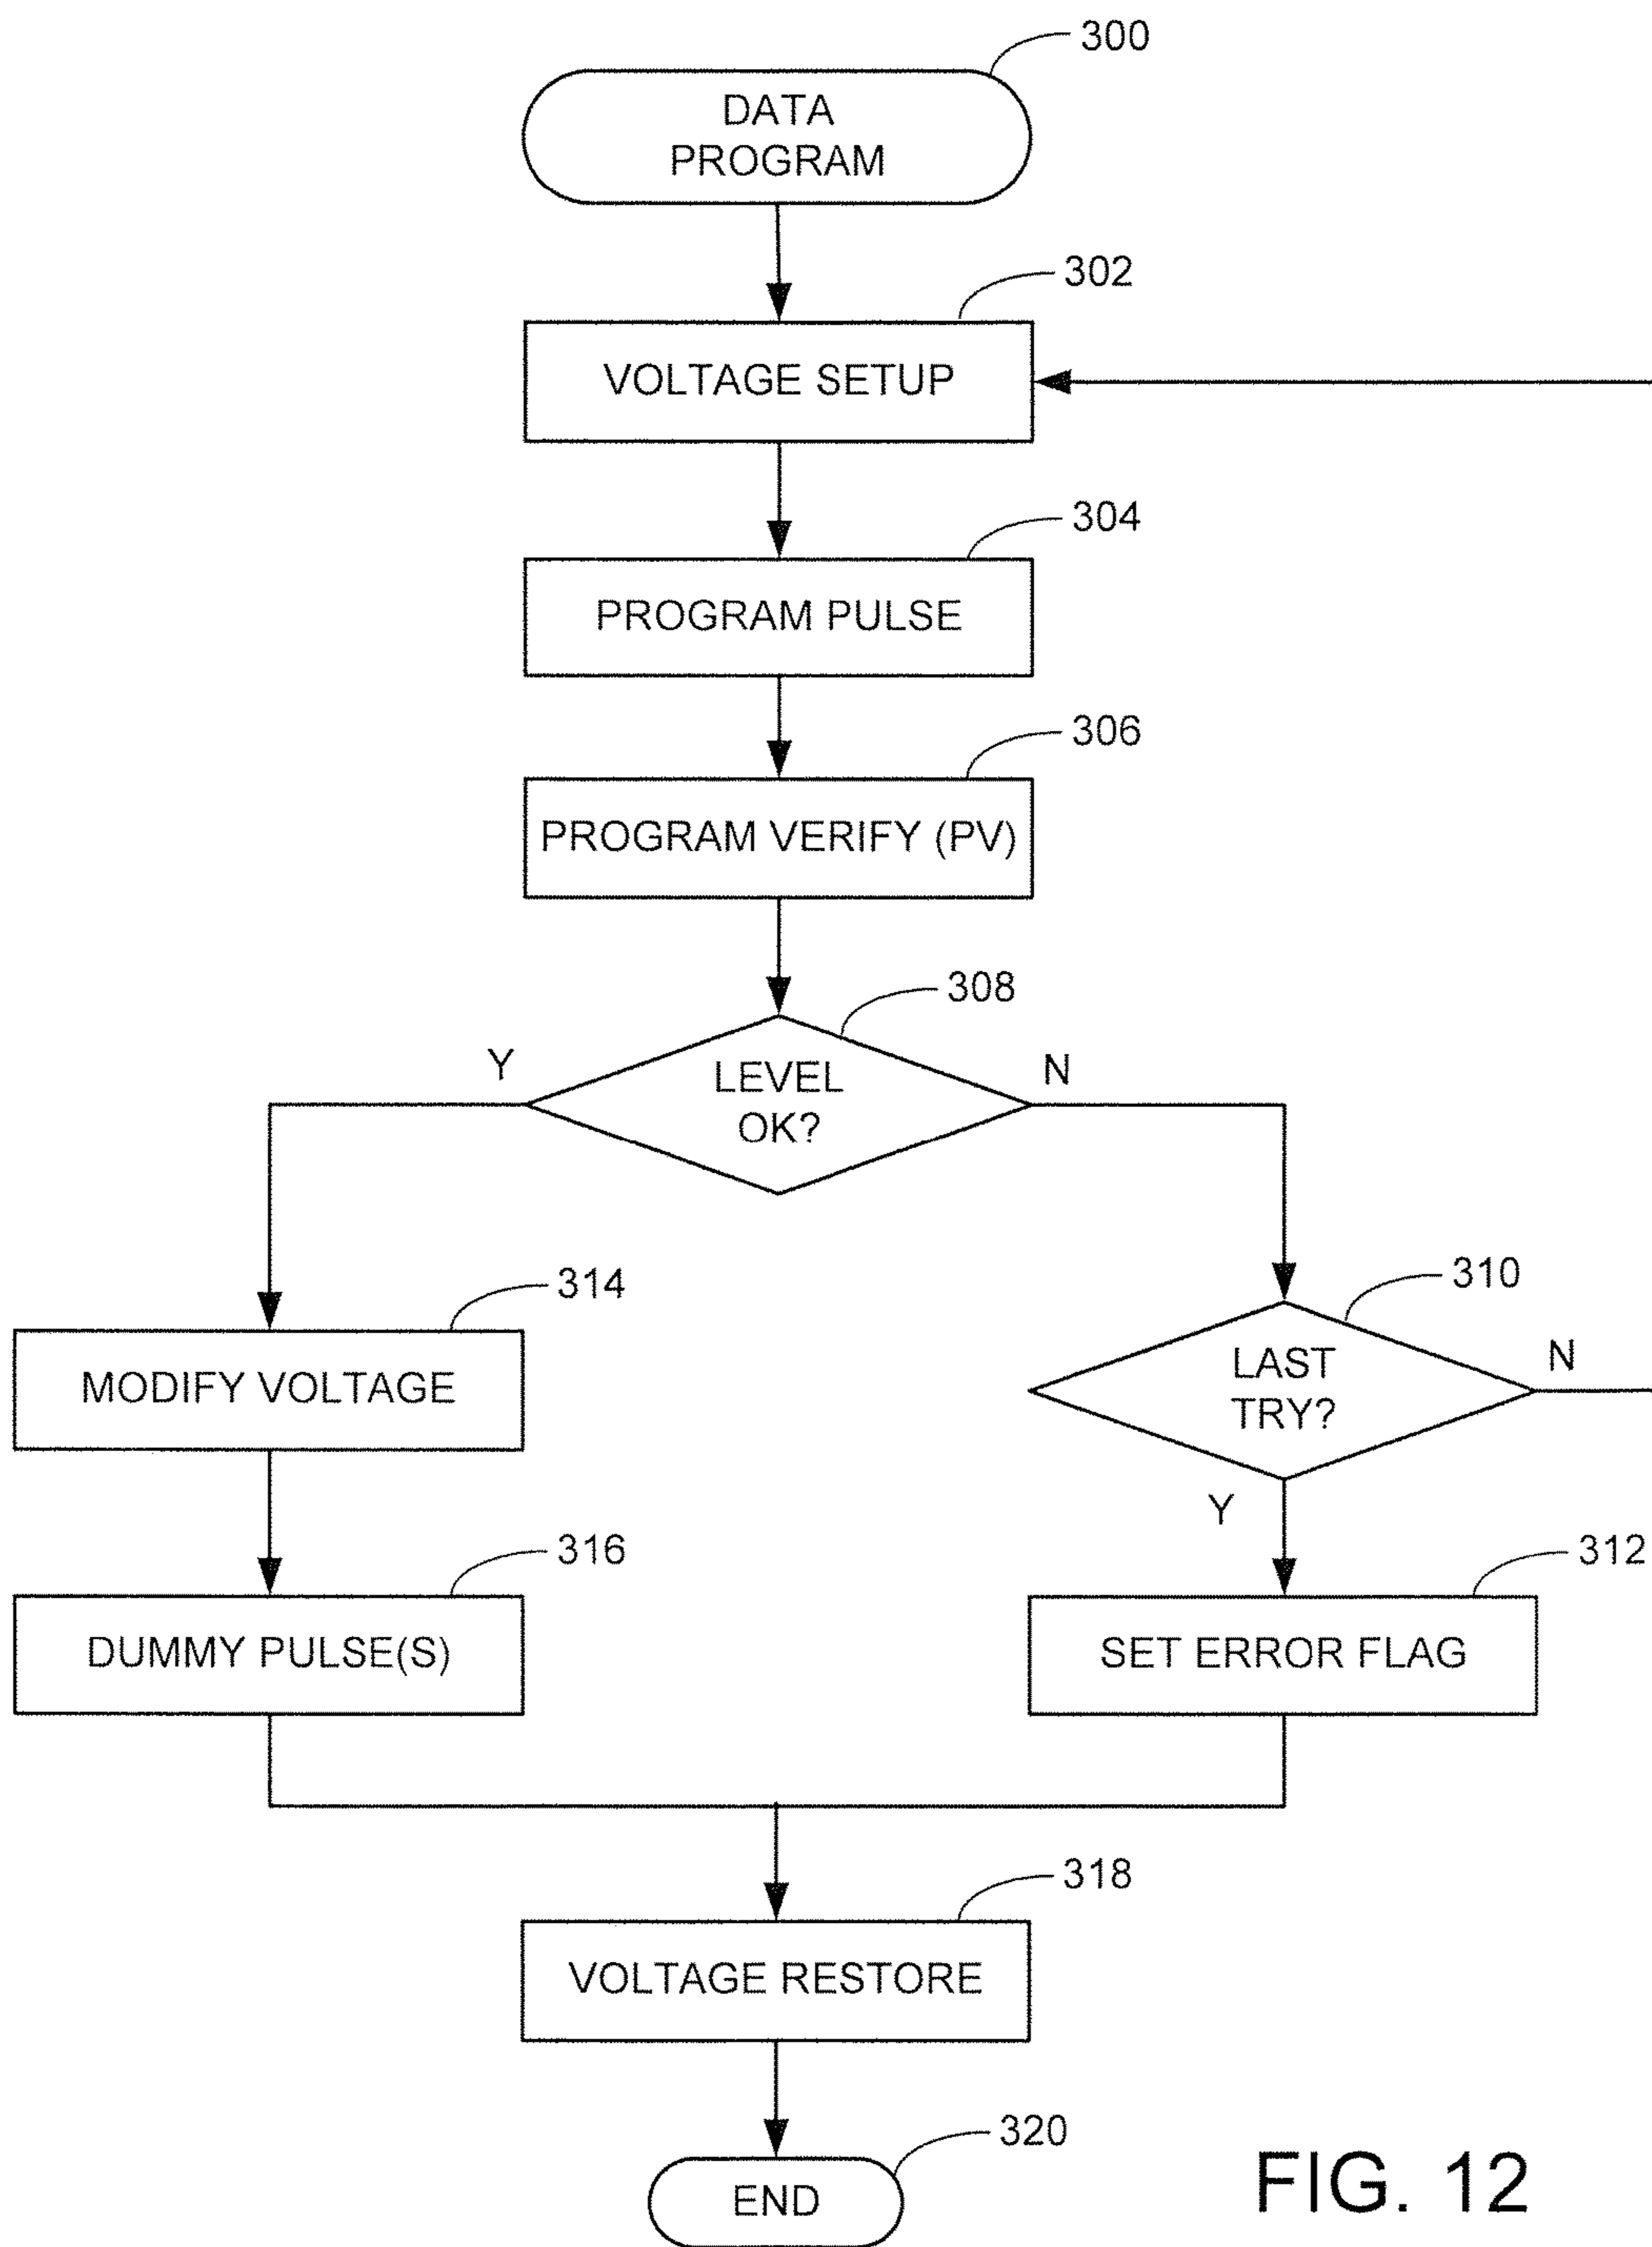 300
DATA
PROGRAM
302
VOLTAGE SETUP
304
PROGRAM PULSE
306
PROGRAM VERIFY (PV)
308
Y
LEVEL
OK?
N
314
MODIFY VOLTAGE
310
LAST
TRY?
N
Y
316
DUMMY PULSE(S)
312
SET ERROR FLAG
318
VOLTAGE RESTORE
320
END
FIG. 12